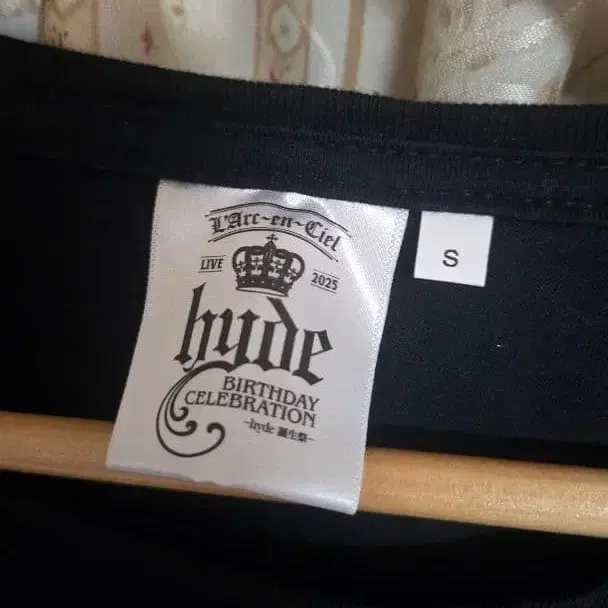 L'Arc~en~Ciel
LIVE 2025
hyde
BIRTHDAY
CELEBRATION
-hyde 誕生祭-
S